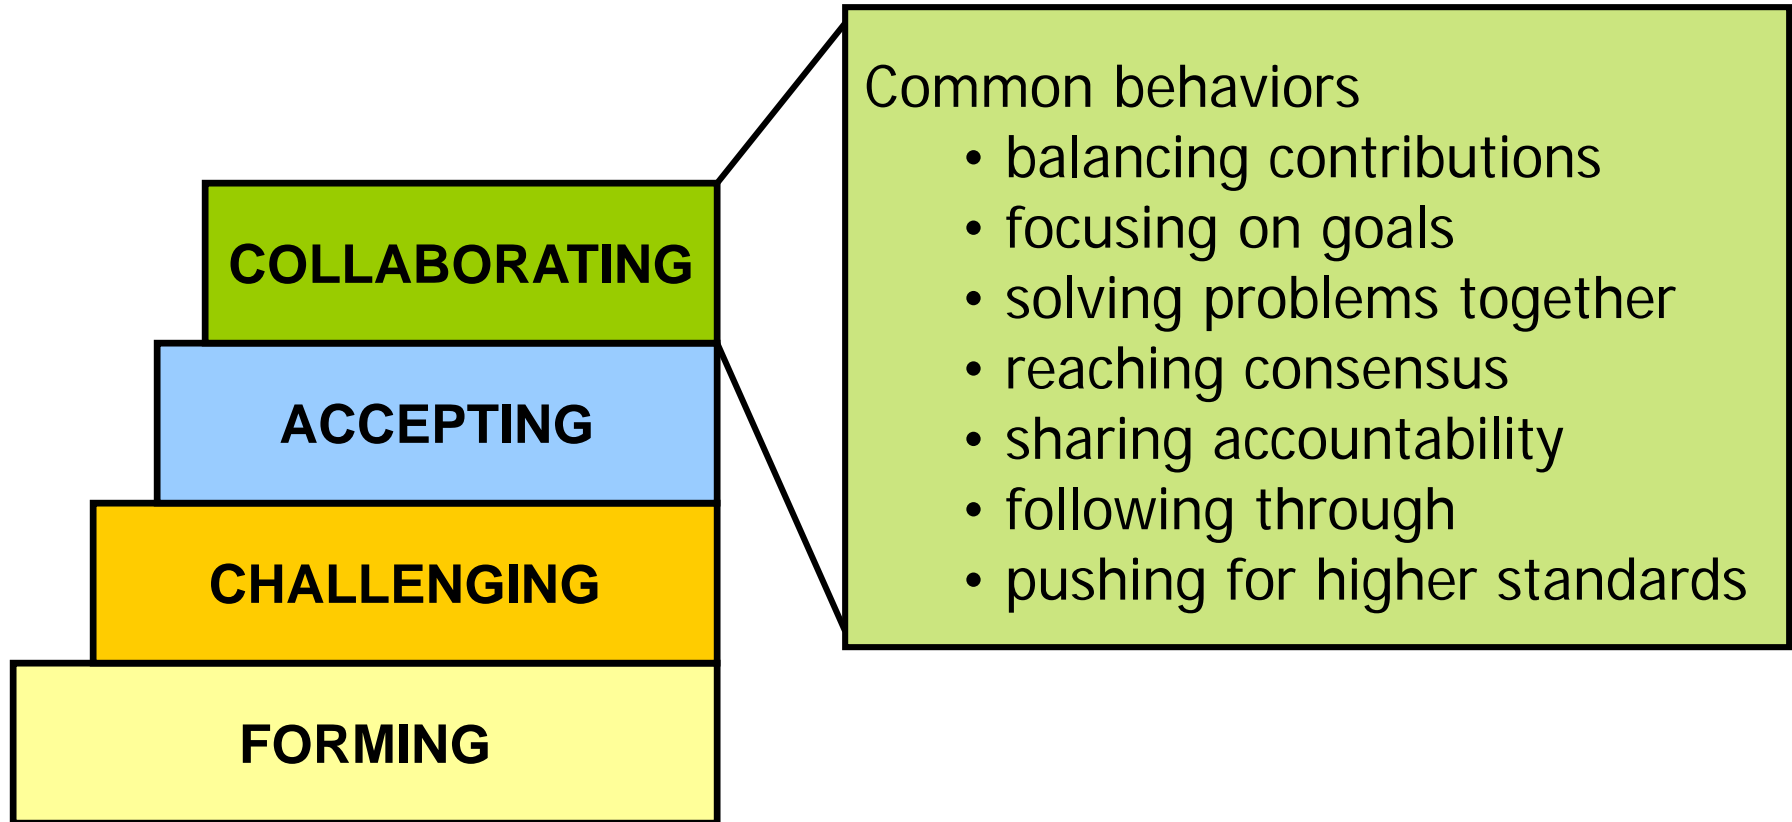 COLLABORATING
ACCEPTING
CHALLENGING
FORMING
Common behaviors
• balancing contributions
• focusing on goals
• solving problems together
• reaching consensus
• sharing accountability
• following through
• pushing for higher standards